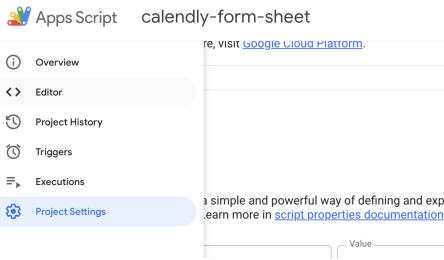 Apps Script calendly-form-sheet
re, visit Google Cloud Platform.
Overview
Editor
Project History
Triggers
Executions
a simple and powerful way of defining and exp
Project Settings
earn more in script properties documentation
Value